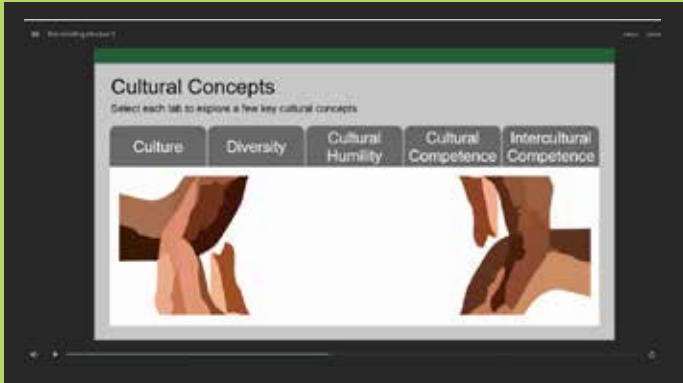 Cultural Concepts
Select each tab to explore a few key cultural concepts
Culture
Diversity
Cultural
Humility
Cultural
Competence
Intercultural
Competence